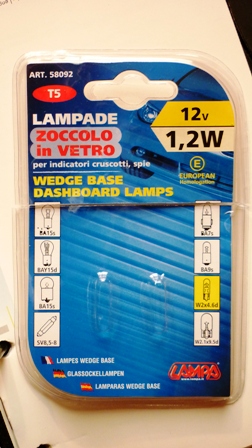 ART. 58092
T5
LAMPADE
ZOCCOLO
in VETRO
per indicatori cruscotti, spie
WEDGE BASE
DASHBOARD LAMPS
12V
1,2W
E
EUROPEAN
Homologation
BA15s
BA7s
BAY15d
BA9s
BA15s
W2x4.6d
SV8,5-8
W2.1x9.5d
LAMPES WEDGE BASE
GLASSOCKELLAMPEN
LAMPARAS WEDGE BASE
LAMPA